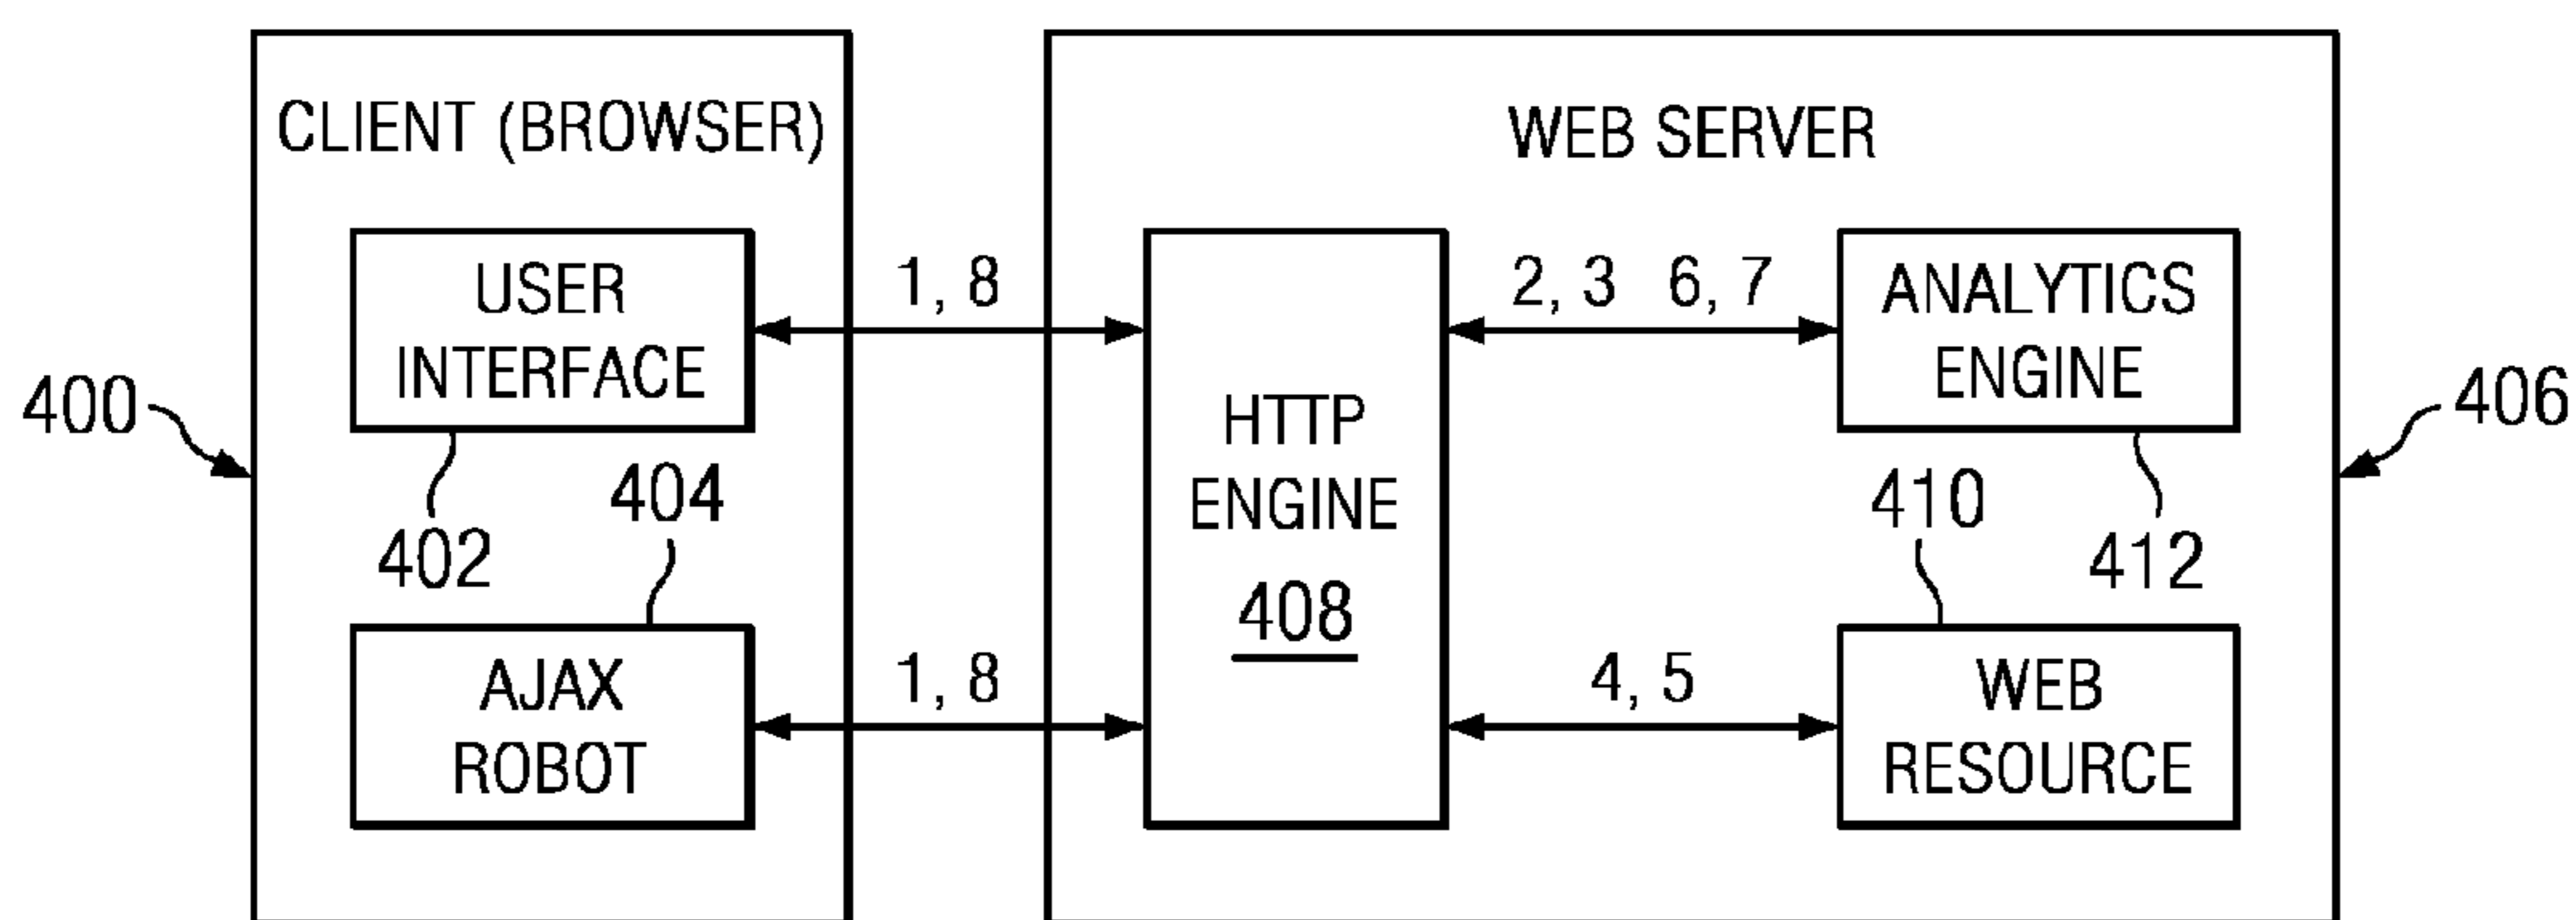 CLIENT (BROWSER)
WEB SERVER
USER
INTERFACE
1, 8
2, 3 6, 7
ANALYTICS
ENGINE
400
HTTP
ENGINE
408
406
402
404
410
412
AJAX
ROBOT
1, 8
4, 5
WEB
RESOURCE